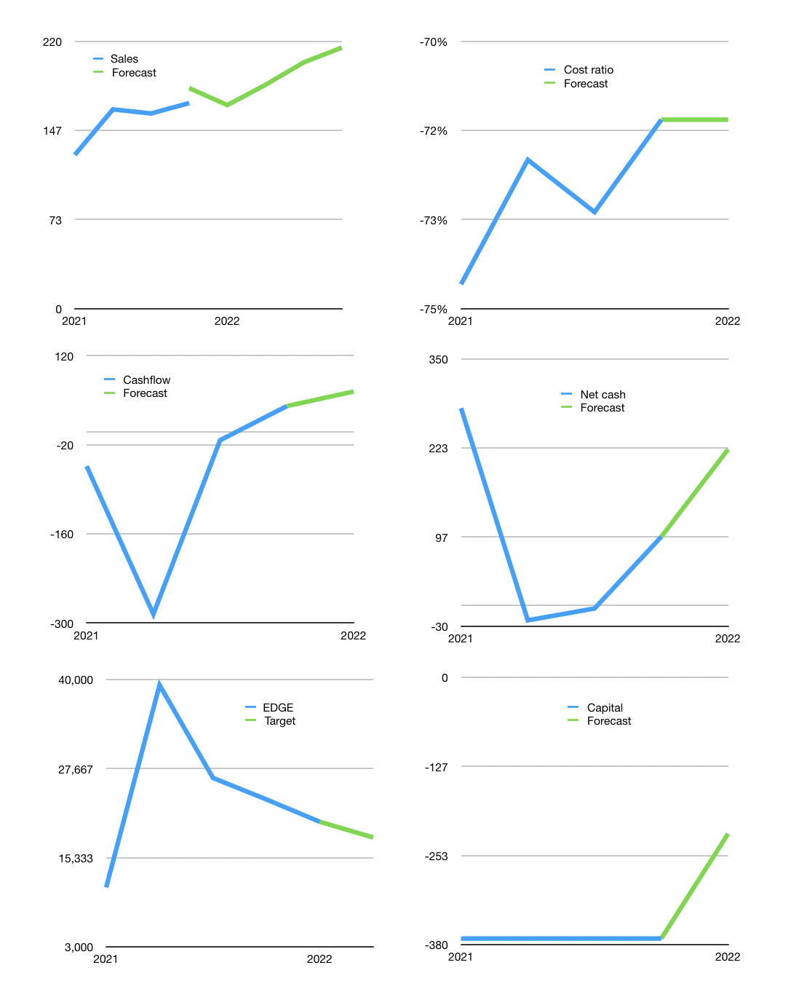 220
Sales
Forecast
147
73
0
2021 2022
-70%
Cost ratio
Forecast
-72%
-73%
-75%
2021 2022
120
Cashflow
Forecast
-20
-160
-300
2021 2022
350
Net cash
Forecast
223
97
-30
2021 2022
40,000
EDGE
Target
27,667
15,333
3,000
2021 2022
0
Capital
Forecast
-127
-253
-380
2021 2022